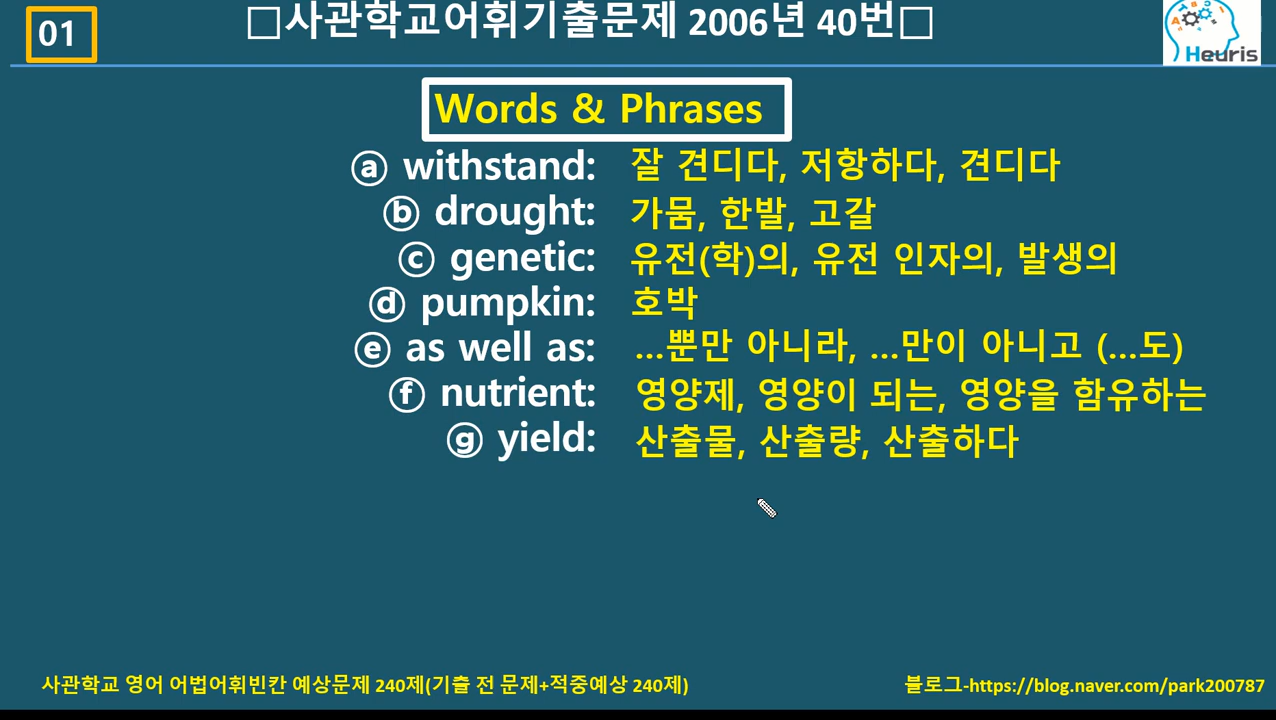 01
□사관학교어휘기출문제 2006년 40번□
Heuris
Words & Phrases
ⓐ withstand: 잘 견디다, 저항하다, 견디다
ⓑ drought: 가뭄, 한발, 고갈
ⓒ genetic: 유전(학)의, 유전 인자의, 발생의
ⓓ pumpkin: 호박
ⓔ as well as: …뿐만 아니라, …만이 아니고 (…도)
ⓕ nutrient: 영양제, 영양이 되는, 영양을 함유하는
ⓖ yield: 산출물, 산출량, 산출하다
사관학교 영어 어법어휘빈칸 예상문제 240제(기출 전 문제+적중예상 240제)
블로그-https://blog.naver.com/park200787